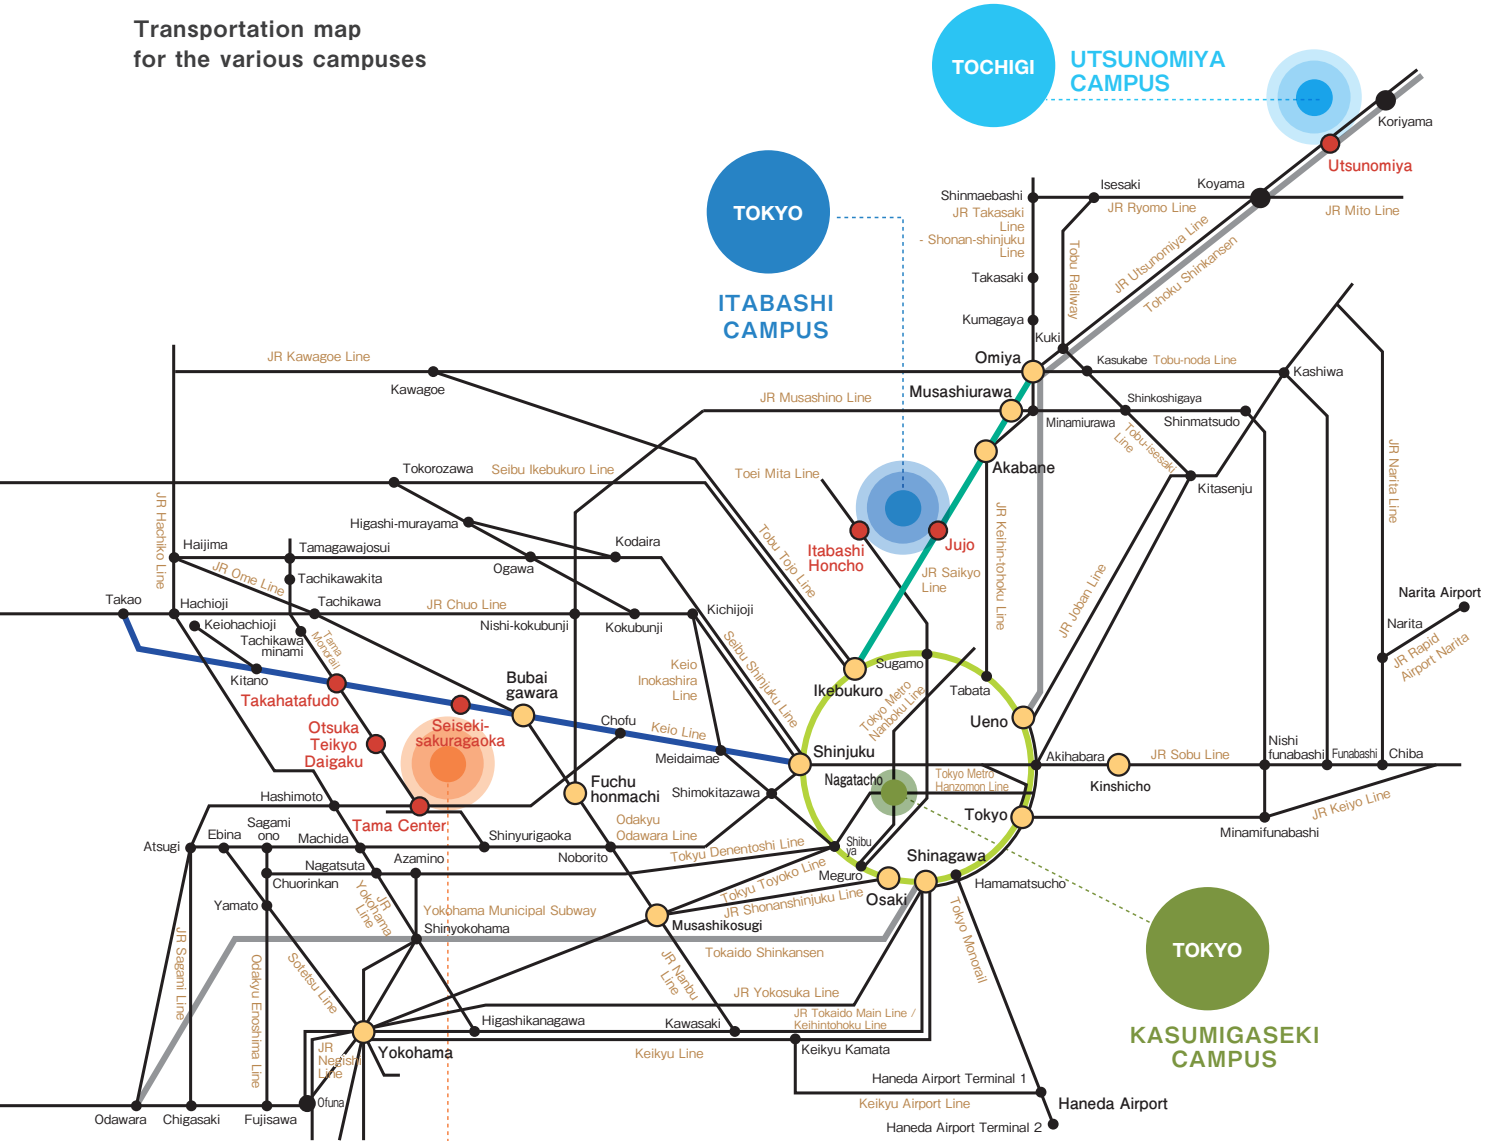 Transportation map
for the various campuses
TOCHIGI
UTSUNOMIYA
CAMPUS
Koriyama
Utsunomiya
TOKYO
ITABASHI
CAMPUS
Shinmaebashi
Isesaki
Koyama
JR Takasaki
Line
- Shonan-shinjuku
Line
JR Ryomo Line
JR Mito Line
Tobu Railway
JR Utsunomiya Line
Tohoku Shinkansen
Takasaki
Kumagaya
Kuki
Omiya
Kasukabe
Tobu-noda Line
Kashiwa
JR Kawagoe Line
Kawagoe
Musashiurawa
JR Musashino Line
Minamiurawa
Shinkoshigaya
Shinmatsudo
Tobu-isesaki
Line
Akabane
Kitasenju
JR Narita Line
Tokorozawa
Seibu Ikebukuro Line
Toei Mita Line
JR Hachiko Line
Higashi-murayama
Haijima
Tamagawajosui
Kodaira
Ogawa
Tobu Tojo Line
Itabashi
Honcho
Jujo
JR Keihin-tohoku Line
JR Ome Line
Tachikawakita
JR Saikyo
Line
JR Joban Line
Takao
Hachioji
Tachikawa
JR Chuo Line
Nishi-kokubunji
Kokubunji
Kichijoji
Narita Airport
Narita
JR Rapid
Airport Narita
Keiohachioji
Tachikawa
minami
Tama
Monorail
Seibu Shinjuku Line
Kitano
Takahatafudo
Bubai
gawara
Keio
Inokashira
Line
Ikebukuro
Sugamo
Tabata
Tokyo Metro
Nanboku Line
Ueno
Otsuka
Teikyo
Daigaku
Seiseki-
sakuragaoka
Chofu
Keio Line
Meidaimae
Shinjuku
Akihabara
JR Sobu Line
Nishi
funabashi
Funabashi
Chiba
Nagatacho
Tokyo Metro
Hanzomon Line
Kinshicho
Hashimoto
Tama Center
Fuchu
honmachi
Shimokitazawa
Tokyo
JR Keiyo Line
Minamifunabashi
Atsugi
Ebina
Sagami
ono
Machida
Shinyurigaoka
Noborito
Odakyu
Odawara Line
Tokyu Denentoshi Line
Shibu
ya
Meguro
Shinagawa
Hamamatsucho
Osaki
Nagatsuta
Azamino
Chuorinkan
Yamato
JR
Yokohama
Line
Yokohama Municipal Subway
Shinyokohama
Tokyu Toyoko Line
JR Shonanshinjuku Line
Musashikosugi
Tokaido Shinkansen
Tokyo Monorail
TOKYO
KASUMIGASEKI
CAMPUS
JR Sagami Line
Odakyu Enoshima Line
Sotetsu Line
JR Nanbu
Line
JR Yokosuka Line
Higashikanagawa
Kawasaki
JR Tokaido Main Line /
Keihintohoku Line
Yokohama
Keikyu Line
Keikyu Kamata
JR
Negishi
Line
Haneda Airport Terminal 1
Keikyu Airport Line
Haneda Airport
Haneda Airport Terminal 2
Odawara
Chigasaki
Fujisawa
Ofuna